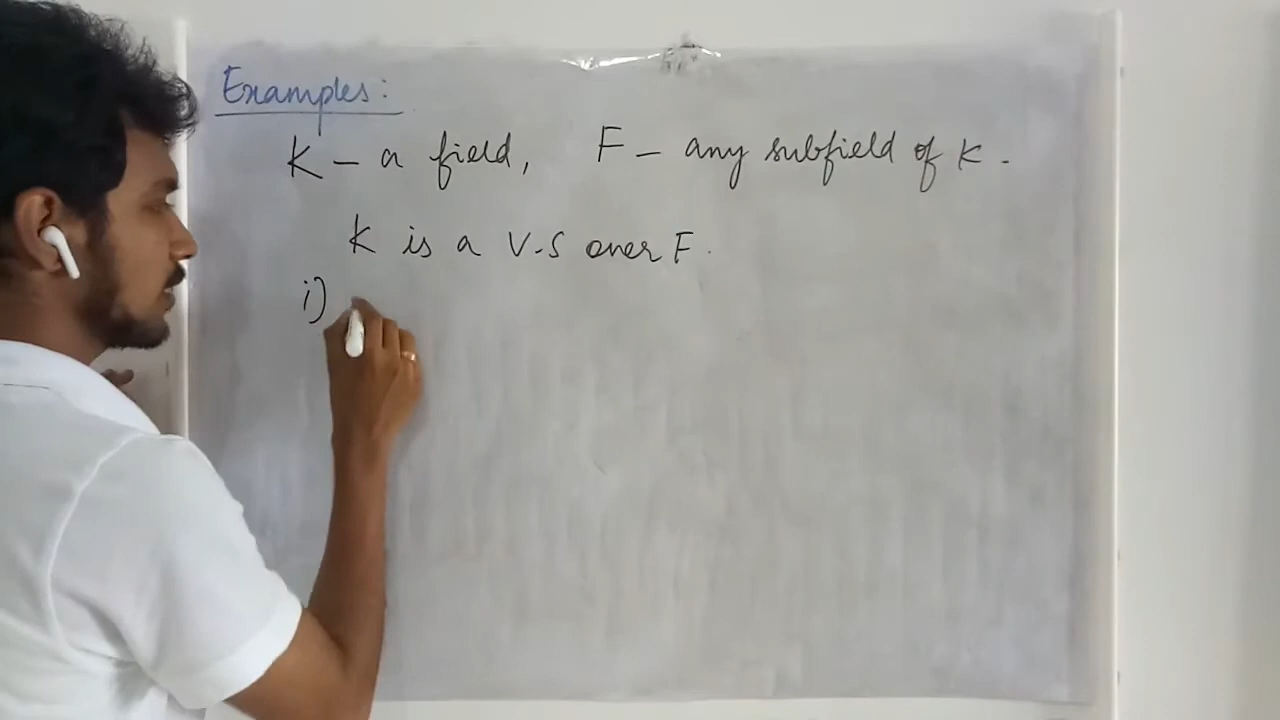 Examples:
K - a field, F - any subfield of K.
K is a V.S over F.
i)